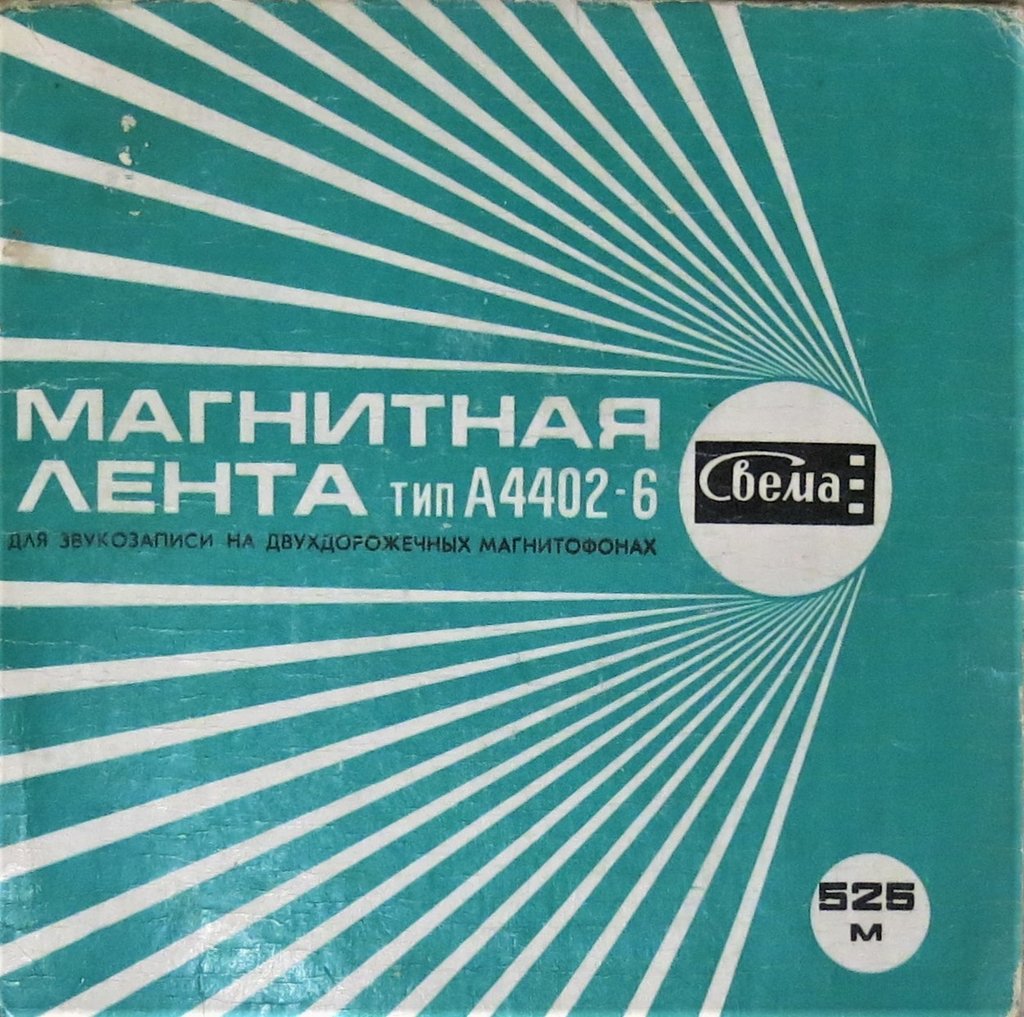 МАГНИТНАЯ
ЛЕНТА тип А4402-6
ДЛЯ ЗВУКОЗАПИСИ НА ДВУХДОРОЖЕЧНЫХ МАГНИТОФОНАХ
Свема
525
М